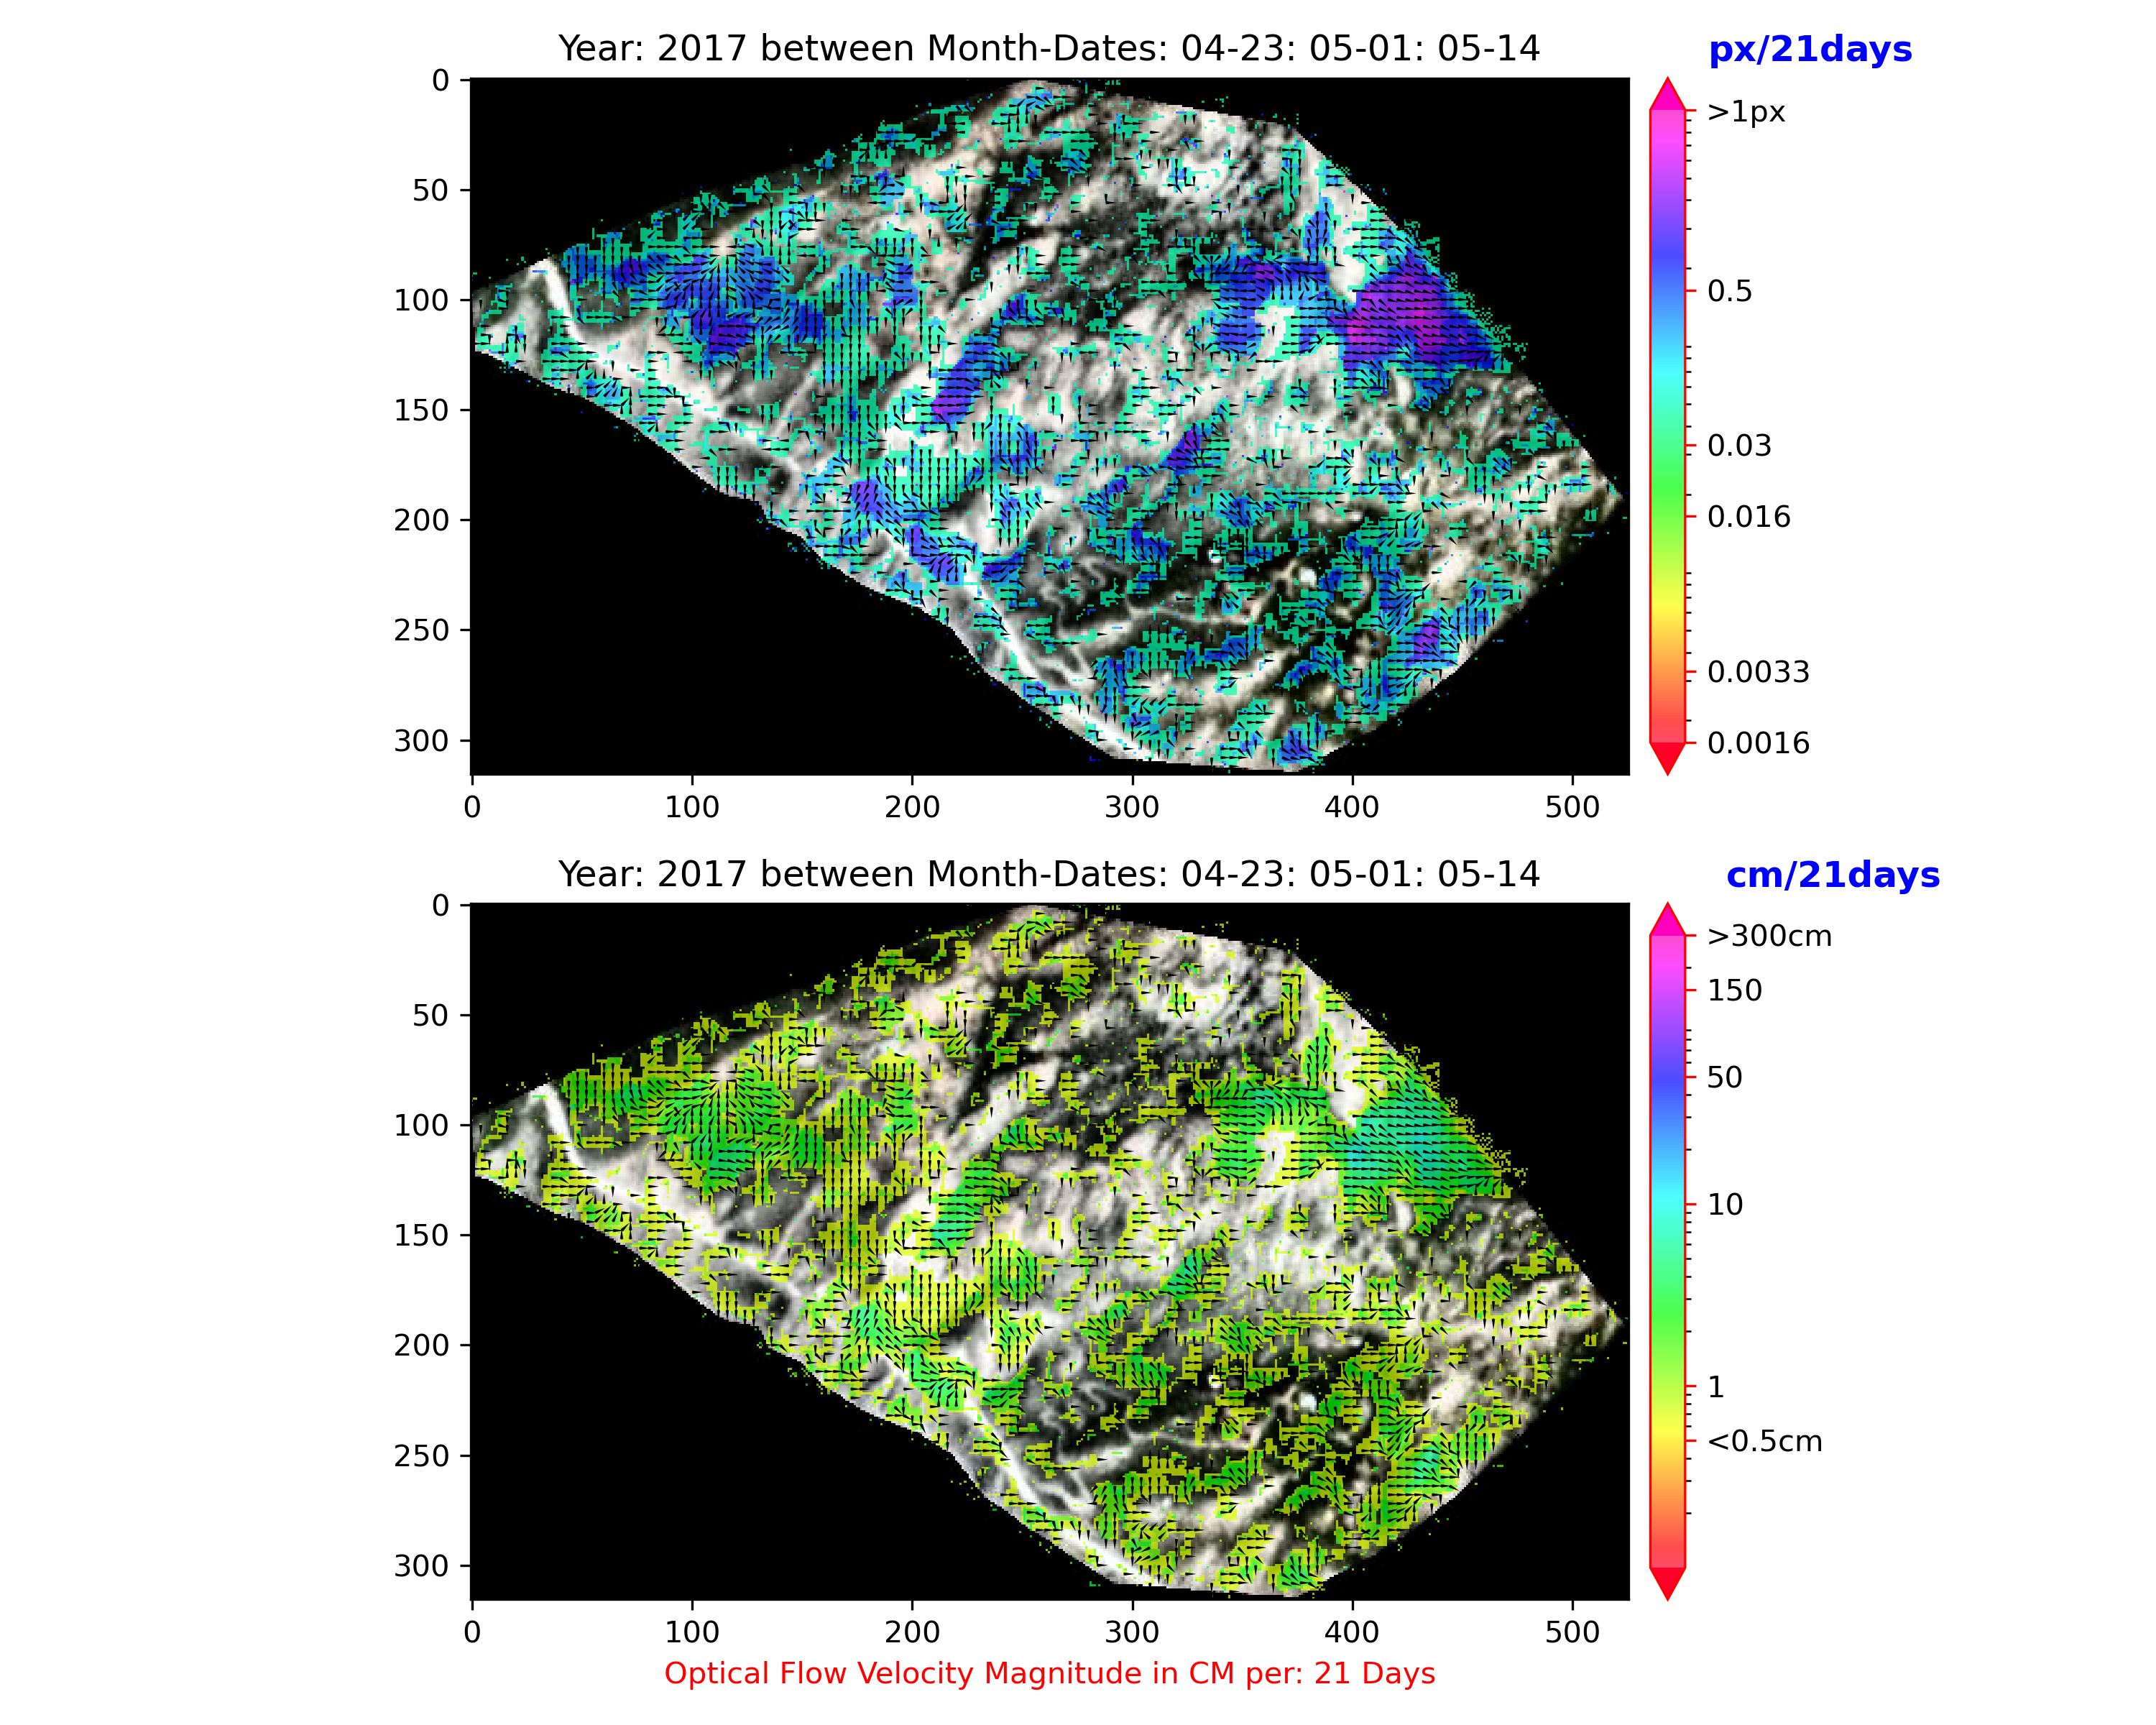 Year: 2017 between Month-Dates: 04-23: 05-01: 05-14
px/21days
0
50
100
150
200
250
300
0 100 200 300 400 500
>1px
0.5
0.03
0.016
0.0033
0.0016
Year: 2017 between Month-Dates: 04-23: 05-01: 05-14
cm/21days
0
50
100
150
200
250
300
0 100 200 300 400 500
>300cm
150
50
10
1
<0.5cm
Optical Flow Velocity Magnitude in CM per: 21 Days